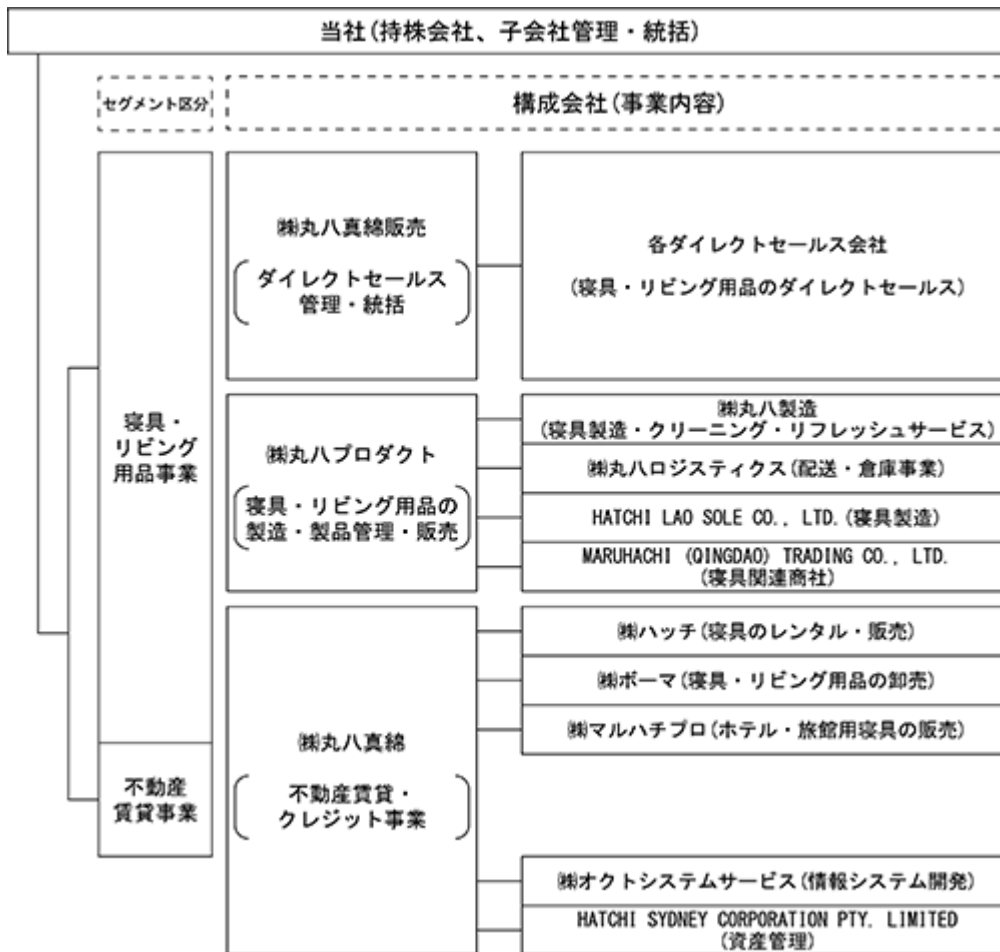 当社(持株会社、子会社管理・統括)
セグメント区分
構成会社(事業内容)
寝具・
リビング
用品事業
不動産
賃貸事業
㈱丸八真綿販売
ダイレクトセールス
管理・統括
各ダイレクトセールス会社
(寝具・リビング用品のダイレクトセールス)
㈱丸八プロダクト
寝具・リビング用品の
製造・製品管理・販売
㈱丸八製造
(寝具製造・クリーニング・リフレッシュサービス)
㈱丸八ロジスティクス(配送・倉庫事業)
HATCHI LAO SOLE CO., LTD.(寝具製造)
MARUHACHI (QINGDAO) TRADING CO., LTD.
(寝具関連商社)
㈱丸八真綿
不動産賃貸・
クレジット事業
㈱ハッチ(寝具のレンタル・販売)
㈱ボーマ(寝具・リビング用品の卸売)
㈱マルハチプロ(ホテル・旅館用寝具の販売)
㈱オクトシステムサービス(情報システム開発)
HATCHI SYDNEY CORPORATION PTY. LIMITED
(資産管理)